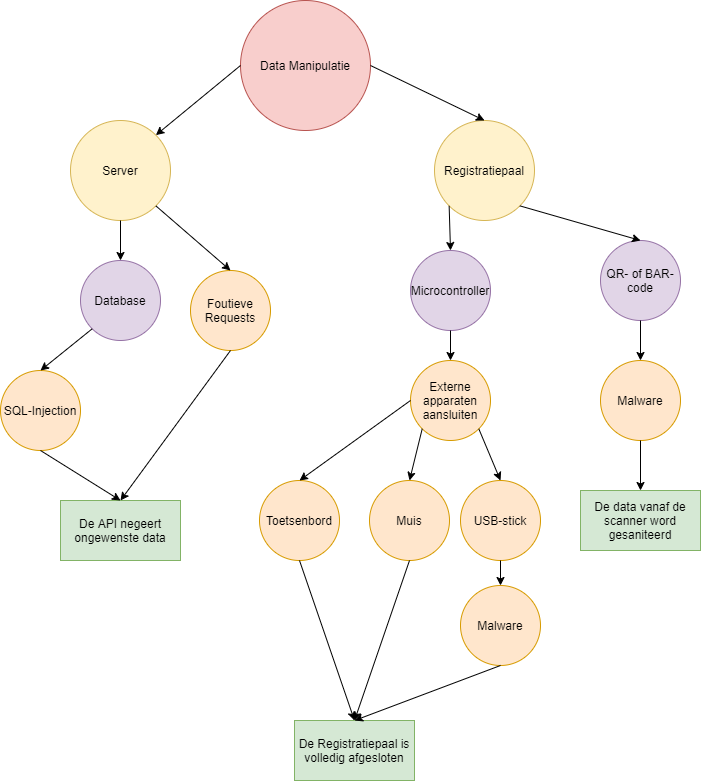 Data Manipulatie
Server
Registratiepaal
Database
Foutieve
Requests
Microcontroller
QR- of BAR-
code
SQL-Injection
Externe
apparaten
aansluiten
Malware
De API negeert
ongewenste data
Toetsenbord
Muis
USB-stick
De data vanaf de
scanner word
gesaniteerd
Malware
De Registratiepaal is
volledig afgesloten